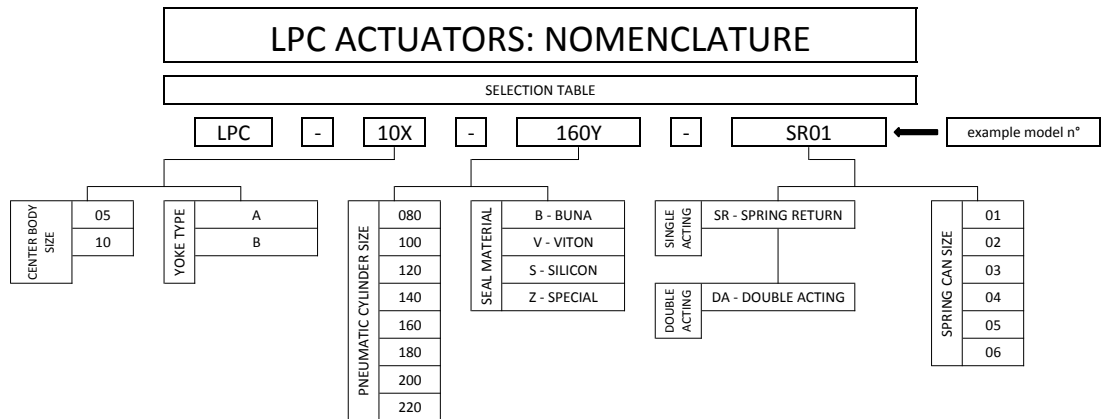 LPC ACTUATORS: NOMENCLATURE
SELECTION TABLE
LPC - 10X - 160Y - SR01 example model n°
CENTER BODY SIZE
05
10
YOKE TYPE
A
B
PNEUMATIC CYLINDER SIZE
080
100
120
140
160
180
200
220
SEAL MATERIAL
B - BUNA
V - VITON
S - SILICON
Z - SPECIAL
SINGLE ACTING
SR - SPRING RETURN
DOUBLE ACTING
DA - DOUBLE ACTING
SPRING CAN SIZE
01
02
03
04
05
06